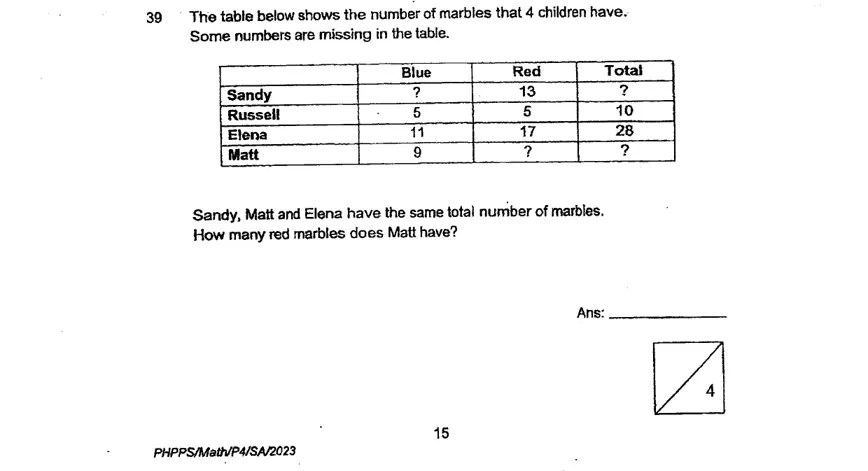 39 The table below shows the number of marbles that 4 children have.
Some numbers are missing in the table.
Blue Red Total
Sandy ? 13 ?
Russell 5 5 10
Elena 11 17 28
Matt 9 ? ?
Sandy, Matt and Elena have the same total number of marbles.
How many red marbles does Matt have?
Ans:
4
15
PHPPS/Math/P4/SA/2023